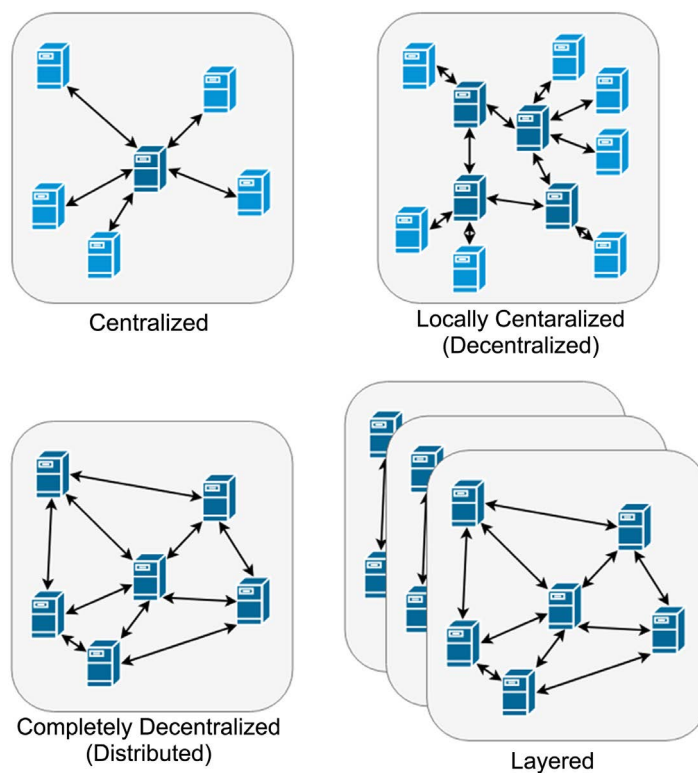 Centralized
Locally Centaralized
(Decentralized)
Completely Decentralized
(Distributed)
Layered